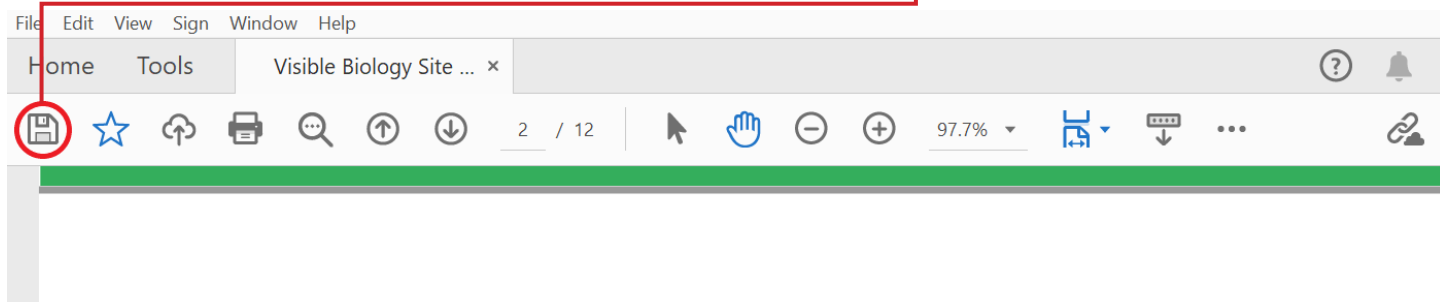 File Edit View Sign Window Help
Home Tools Visible Biology Site ... ×
2 / 12 97.7%